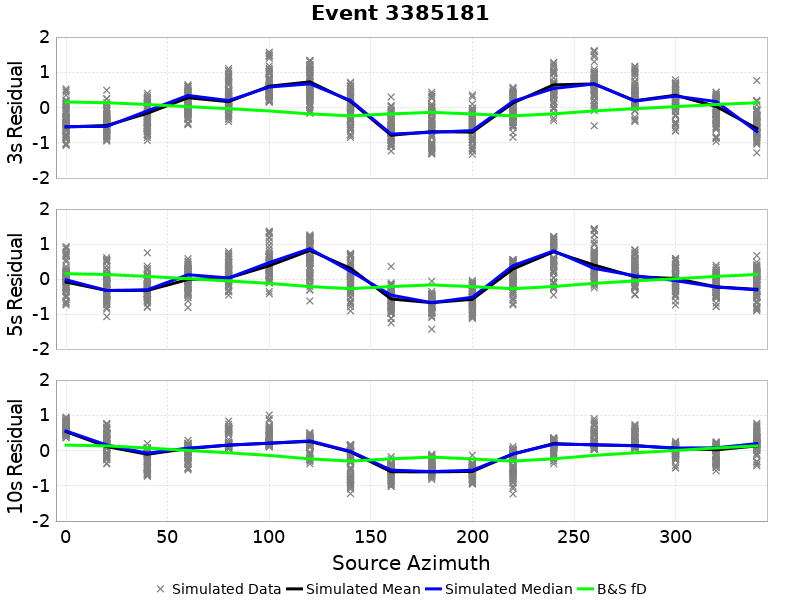 Event 3385181
2
1
0
-1
-2
3s Residual
2
1
0
-1
-2
5s Residual
2
1
0
-1
-2
10s Residual
0 50 100 150 200 250 300
Source Azimuth
Simulated Data Simulated Mean Simulated Median B&S fD